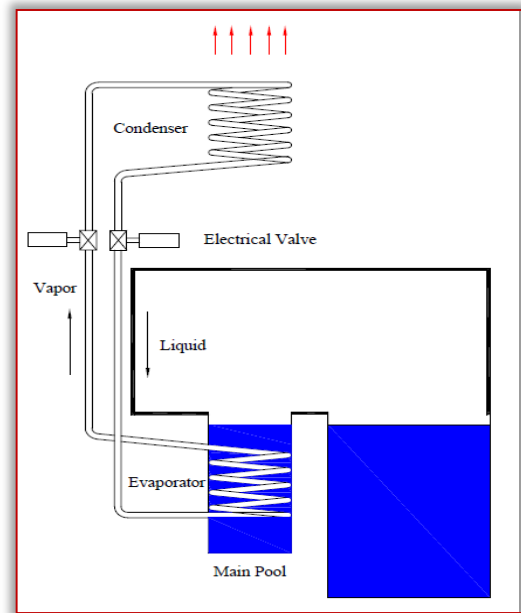 Condenser
Electrical Valve
Vapor
Liquid
Evaporator
Main Pool